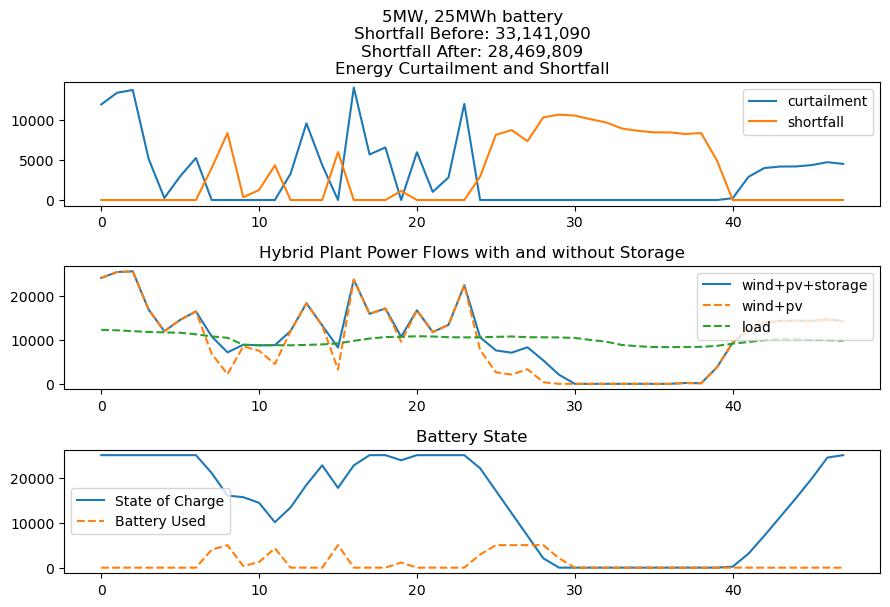 5MW, 25MWh battery
Shortfall Before: 33,141,090
Shortfall After: 28,469,809
Energy Curtailment and Shortfall
curtailment
shortfall
10000
5000
0
0 10 20 30 40
Hybrid Plant Power Flows with and without Storage
wind+pv+storage
wind+pv
load
20000
10000
0
0 10 20 30 40
Battery State
State of Charge
Battery Used
20000
10000
0
0 10 20 30 40